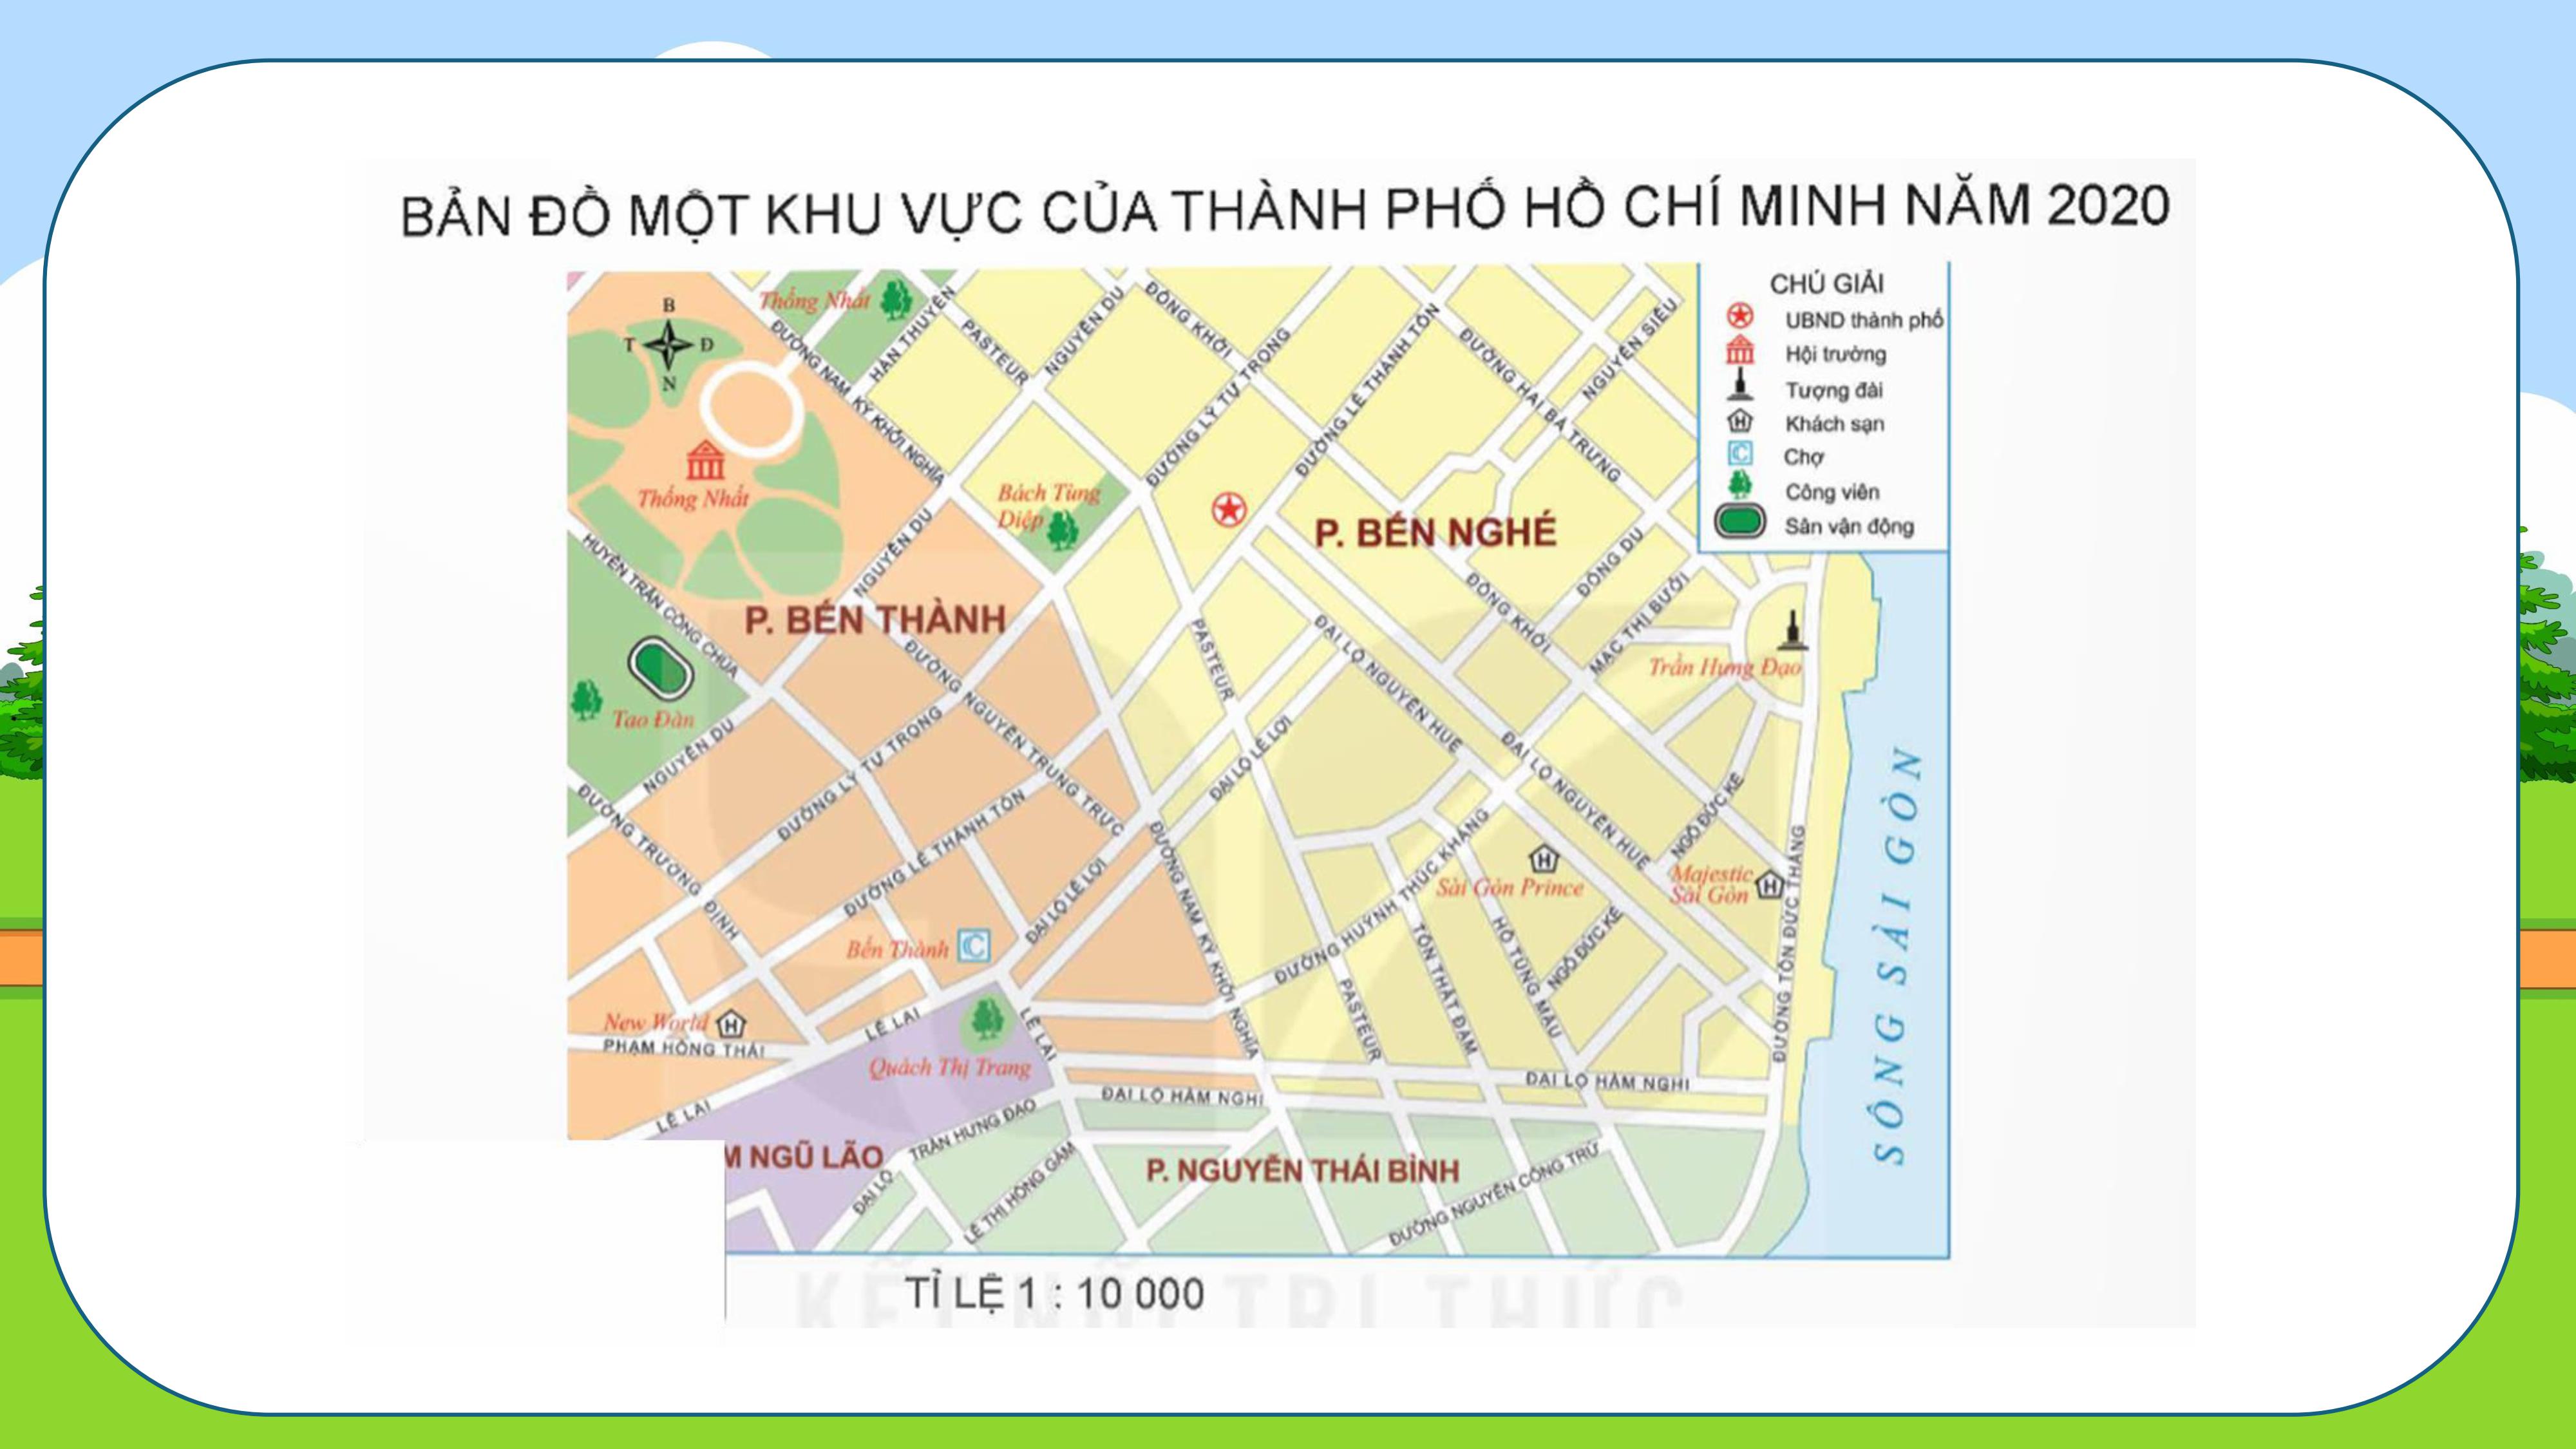 BẢN ĐỒ MỘT KHU VỰC CỦA THÀNH PHỐ HỒ CHÍ MINH NĂM 2020
CHÚ GIẢI
UBND thành phố
Hội trường
Tượng đài
Khách sạn
Chợ
Công viên
Sân vận động
B
T
D
N
Thống Nhất
HÀN THUYÊN
PASTEUR
NGUYỄN DU
ĐỒNG KHỞI
ĐƯỜNG LÝ TỰ TRỌNG
ĐƯỜNG LÊ THÁNH TÔN
ĐƯỜNG HAI BÀ TRƯNG
NGUYỄN SIÊU
ĐƯỜNG NAM KỲ KHỞI NGHĨA
Thống Nhất
Bách Tùng
Diệp
P. BẾN NGHÉ
HUYỀN TRÂN CÔNG CHÚA
NGUYỄN DU
P. BẾN THÀNH
PASTEUR
ĐỒNG KHỞI
ĐÔNG DU
MẠC THỊ BƯỞI
Trần Hưng Đạo
Tao Đàn
NGUYỄN DU
ĐƯỜNG NGUYỄN TRUNG TRỰC
ĐƯỜNG LÝ TỰ TRỌNG
ĐẠI LỘ LÊ LỢI
ĐẠI LỘ NGUYỄN HUỆ
ĐẠI LỘ NGUYỄN HUỆ
NGÔ ĐỨC KẾ
ĐƯỜNG TRƯƠNG ĐỊNH
ĐƯỜNG LÊ THÁNH TÔN
ĐẠI LỘ LÊ LỢI
ĐƯỜNG NAM KỲ KHỞI NGHĨA
ĐƯỜNG HUỲNH THÚC KHÁNG
Sài Gòn Prince
Majestic
Sài Gòn
ĐƯỜNG TÔN ĐỨC THẮNG
SÔNG SÀI GÒN
Bến Thành
PASTEUR
TÔN THẤT ĐẠM
HỒ TÙNG MẬU
NGÔ ĐỨC KẾ
New World
PHẠM HỒNG THÁI
LÊ LAI
LÊ LAI
Quách Thị Trang
LÊ LAI
ĐẠI LỘ HÀM NGHI
ĐẠI LỘ HÀM NGHI
M NGŨ LÃO
ĐẠI LỘ TRẦN HƯNG ĐẠO
LÊ THỊ HỒNG GẤM
P. NGUYỄN THÁI BÌNH
ĐƯỜNG NGUYỄN CÔNG TRỨ
TỈ LỆ 1 : 10 000
KẾT NỐI TRI THỨC